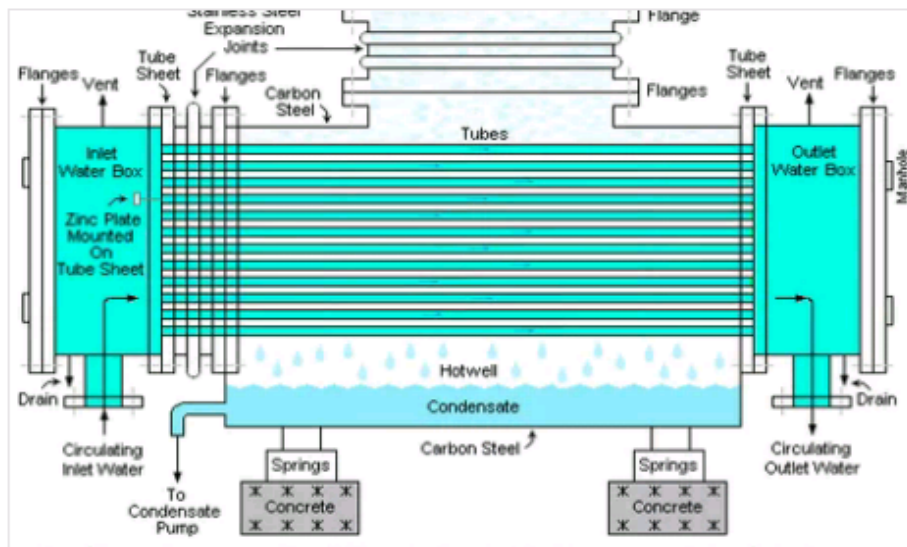 Stainless Steel
Expansion
Joints
Flange
Tube
Sheet
Flanges
Flanges
Vent
Carbon
Steel
Flanges
Tube
Sheet
Vent
Flanges
Tubes
Inlet
Water Box
Outlet
Water Box
Manhole
Zinc Plate
Mounted
On
Tube Sheet
Hotwell
Drain
Condensate
Drain
Circulating
Inlet Water
Carbon Steel
Circulating
Outlet Water
Springs
Springs
To
Condensate
Pump
Concrete
Concrete